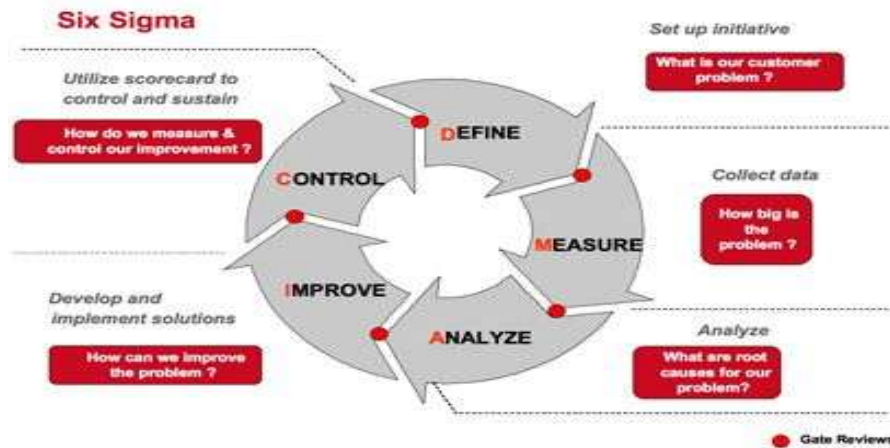 Six Sigma
Set up initiative
What is our customer
problem ?
Utilize scorecard to
control and sustain
How do we measure &
control our improvement ?
DEFINE
CONTROL
Collect data
How big is
the
problem ?
MEASURE
IMPROVE
Develop and
implement solutions
How can we improve
the problem ?
ANALYZE
Analyze
What are root
causes for our
problem?
Gate Reviews